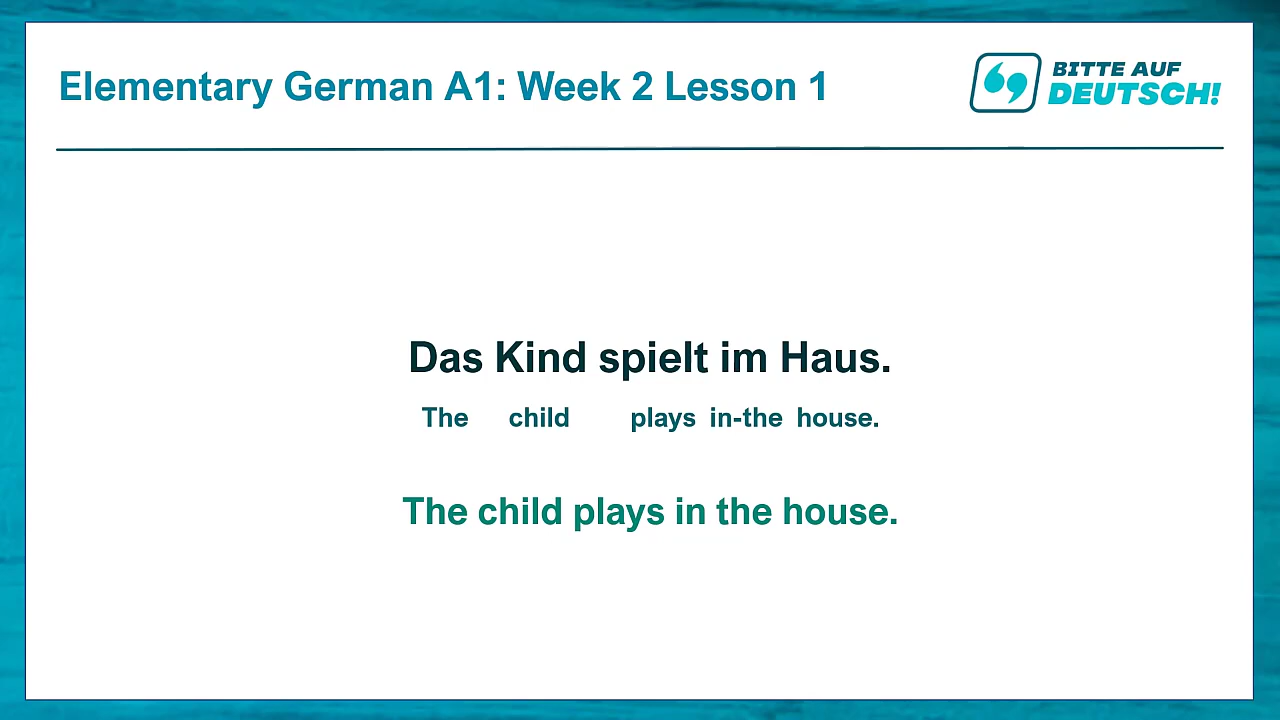 Elementary German A1: Week 2 Lesson 1
BITTE AUF
DEUTSCH!
Das Kind spielt im Haus.
The child plays in-the house.
The child plays in the house.